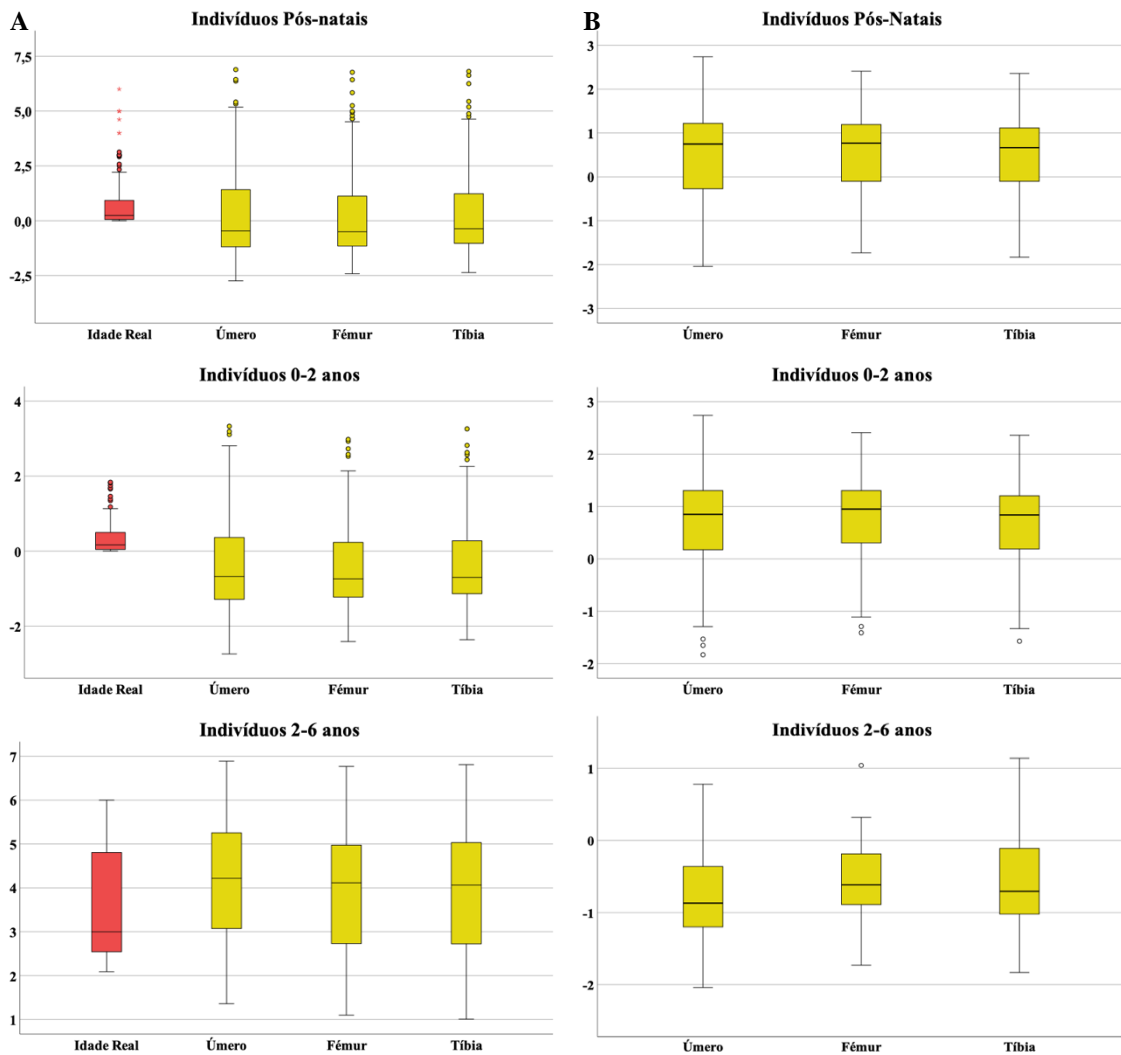 A
Indivíduos Pós-natais
7,5
5,0
2,5
0,0
-2,5
Idade Real Úmero Fémur Tíbia
B
Indivíduos Pós-Natais
3
2
1
0
-1
-2
-3
Úmero Fémur Tíbia
Indivíduos 0-2 anos
4
2
0
-2
Idade Real Úmero Fémur Tíbia
Indivíduos 0-2 anos
3
2
1
0
-1
-2
Úmero Fémur Tíbia
Indivíduos 2-6 anos
7
6
5
4
3
2
1
Idade Real Úmero Fémur Tíbia
Indivíduos 2-6 anos
1
0
-1
-2
Úmero Fémur Tíbia